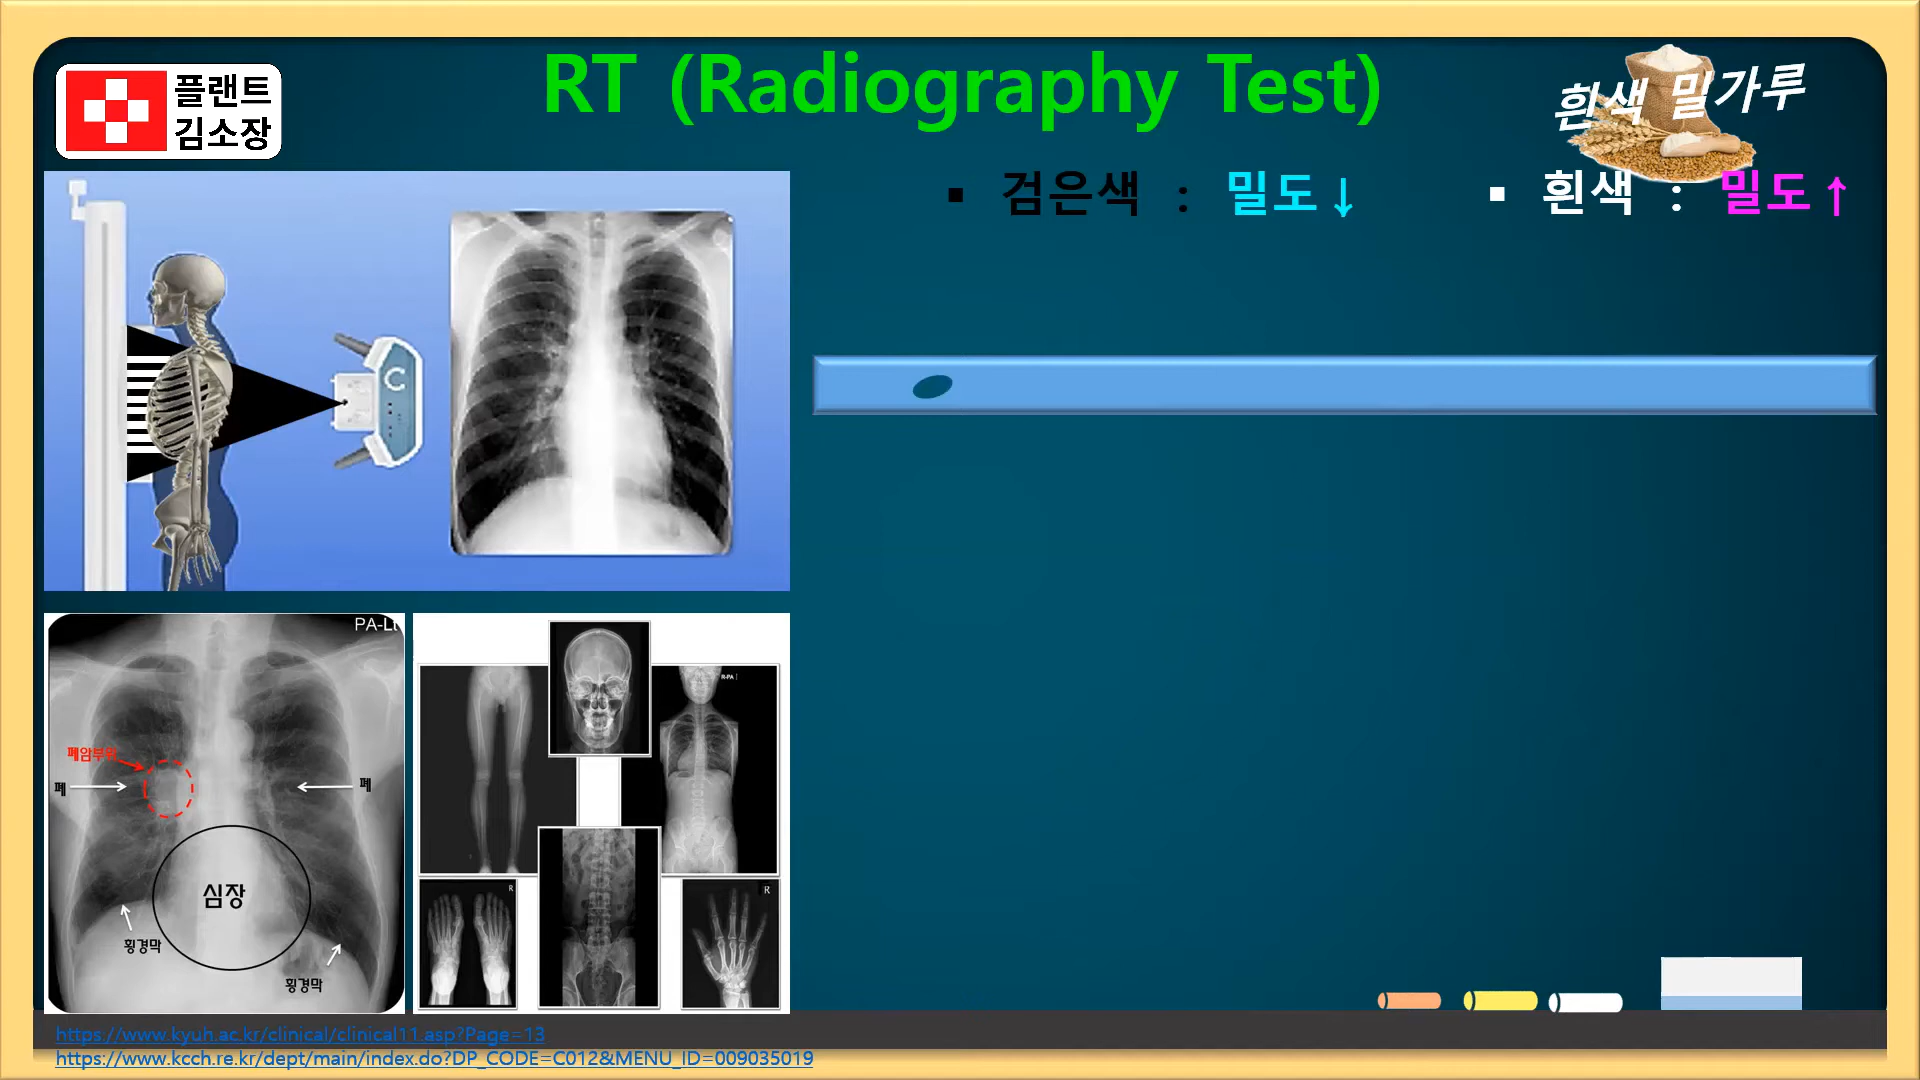 RT (Radiography Test)
플랜트
김소장
흰색 밀가루
▪ 검은색 : 밀도↓
▪ 흰색 : 밀도↑
PA-Lt
폐암부위
폐
폐
심장
횡경막
횡경막
R-PA
R
R
https://www.kyuh.ac.kr/clinical/clinical11.asp?Page=13
https://www.kcch.re.kr/dept/main/index.do?DP_CODE=C012&MENU_ID=009035019